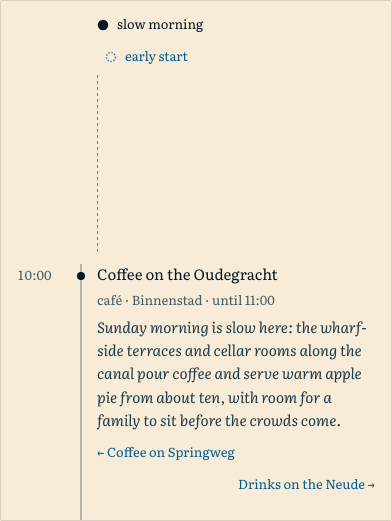 slow morning
early start
10:00
Coffee on the Oudegracht
café · Binnenstad · until 11:00
Sunday morning is slow here: the wharf-
side terraces and cellar rooms along the
canal pour coffee and serve warm apple
pie from about ten, with room for a
family to sit before the crowds come.
← Coffee on Springweg
Drinks on the Neude →